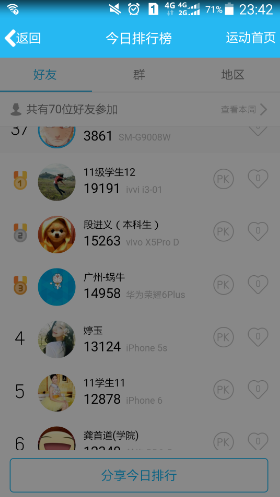 4G 4G 71% 23:42
返回 今日排行榜 运动首页
好友 群 地区
共有70位好友参加 查看本周
37 3861 SM-G9008W
11级学生12
1 19191 ivvi i3-01 PK 0
段进义（本科生）
2 15263 vivo X5Pro D PK 0
广州-蜗牛
3 14958 华为荣耀6Plus PK 0
婷玉
4 13124 iPhone 5s PK 0
11学生11
5 12878 iPhone 6 PK 0
龚首道(学院)
6 PK 0
分享今日排行